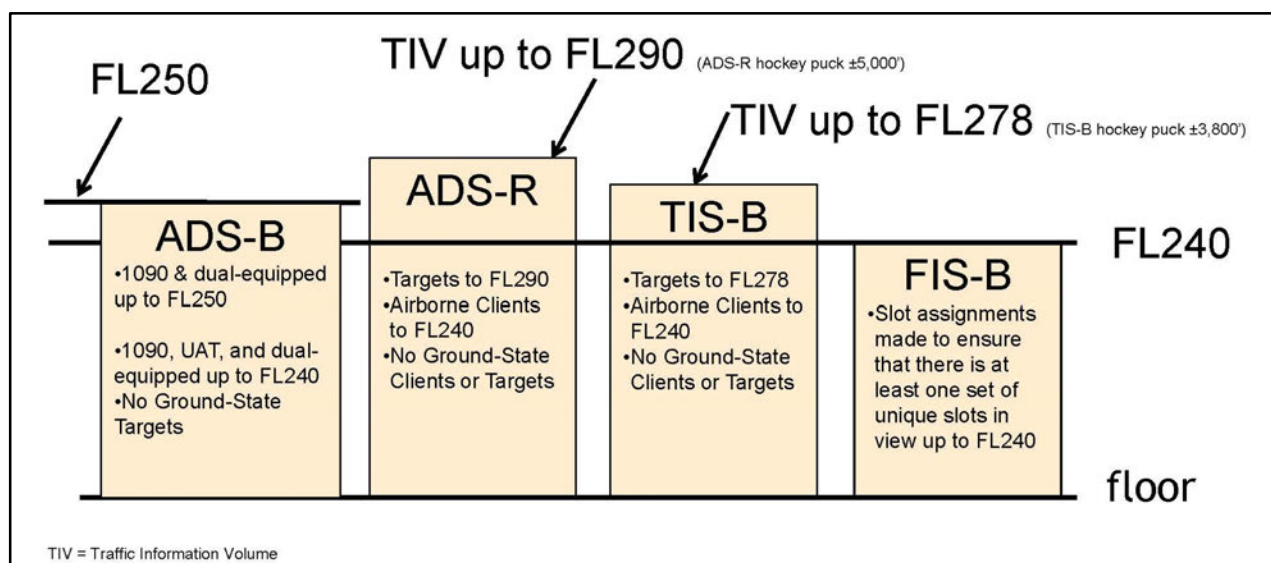 TIV up to FL290 (ADS-R hockey puck ±5,000')
FL250
TIV up to FL278 (TIS-B hockey puck ±3,800')
ADS-B
•1090 & dual-equipped
up to FL250
•1090, UAT, and dual-
equipped up to FL240
•No Ground-State
Targets
ADS-R
•Targets to FL290
•Airborne Clients
to FL240
•No Ground-State
Clients or Targets
TIS-B
•Targets to FL278
•Airborne Clients to
FL240
•No Ground-State
Clients or Targets
FL240
FIS-B
•Slot assignments
made to ensure
that there is at
least one set of
unique slots in
view up to FL240
floor
TIV = Traffic Information Volume